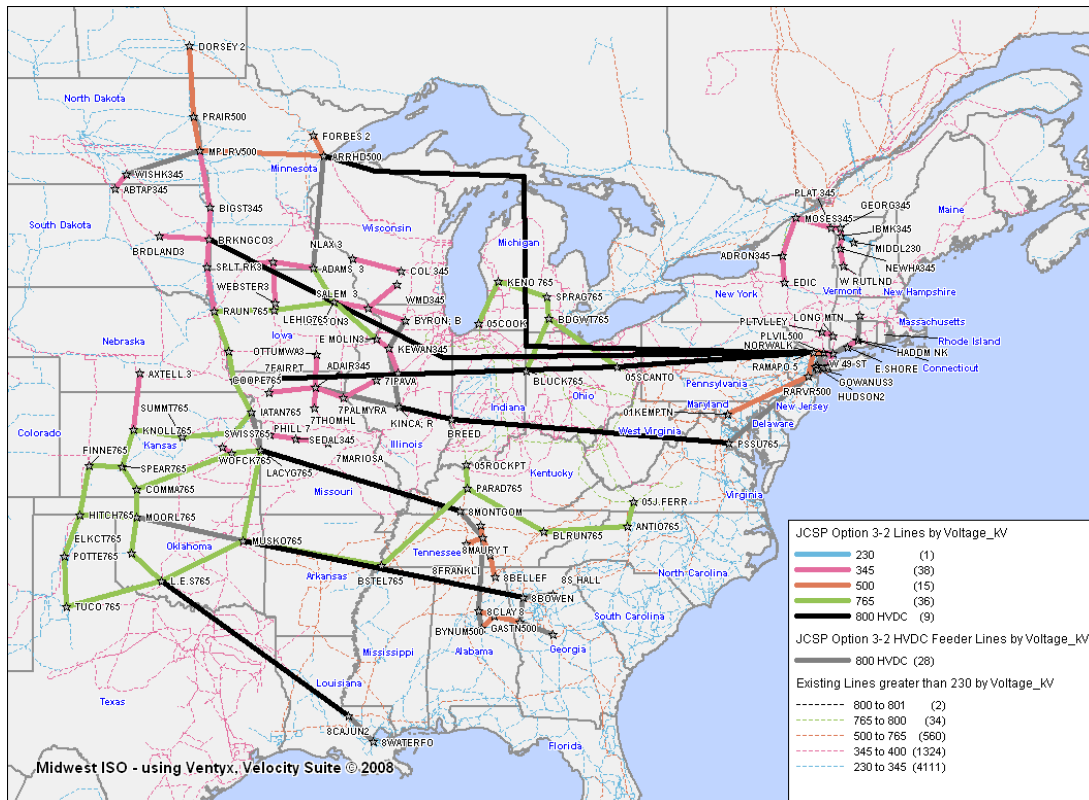 DORSEY 2
North Dakota
PRAIR500
FORBES 2
MPLRV500
ARRHD500
Minnesota
WISHK345
ABTAP345
PLAT 345
GEORG345
Maine
South Dakota
BIGST345
MOSES345
IBMK345
Wisconsin
BRDLAND3
BRKNGCO3
NLAX 3
Michigan
MIDDL230
ADRON345
NEWHA345
SPLT RK3
ADAMS 3
COL 345
W RUTLND
WEBSTER3
SALEM 3
WMD345
KENO 765
EDIC
New York
Vermont
New Hampshire
RAUN 765
LEHIG765
SPRAG765
Iowa
BYRON; B
05COOK
BDGWT765
PLTVLLEY
LONG MTN
Massachusetts
E MOLIN3
PLVIL500
Rhode Island
Nebraska
OTTUMWA3
KEWAN345
NORWALK
HADDM NK
7FAIRPT
ADAIR345
RAMAPO 5
W 49-ST
E.SHORE
Connecticut
AXTELL 3
COOPE765
7IPAVA
BLUCK765
05SCANTO
Pennsylvania
GOWANUS3
HUDSON2
SUMMT765
Indiana
Ohio
RARVR500
IATAN765
7THOMHL
7PALMYRA
Maryland
New Jersey
01KEMPTN
Colorado
KNOLL765
Kansas
SWISS765
PHILL 7
KINCA; R
BREED
West Virginia
Delaware
FINNE765
SEDAL345
Illinois
PSSU765
7MARIOSA
SPEAR765
WOFCK765
LACYG765
05ROCKPT
Kentucky
COMMA765
Missouri
PARAD765
05J.FERR
Virginia
HITCH765
MOORL765
8MONTGOM
ANTIO765
ELKCT765
Oklahoma
MUSKO765
BLRUN765
POTTE765
Tennessee
8MAURY T
Arkansas
8FRANKLI
North Carolina
L.E.S765
BSTEL765
8BELLEF
8S.HALL
TUCO 765
8BOWEN
8CLAY 8
South Carolina
GASTN500
BYNUM500
Mississippi
Alabama
Georgia
Louisiana
Texas
8CAJUN2
8WATERFO
Florida
Midwest ISO - using Ventyx, Velocity Suite © 2008
JCSP Option 3-2 Lines by Voltage_kV
230 (1)
345 (38)
500 (15)
765 (36)
800 HVDC (9)
JCSP Option 3-2 HVDC Feeder Lines by Voltage_kV
800 HVDC (28)
Existing Lines greater than 230 by Voltage_kV
800 to 801 (2)
765 to 800 (34)
500 to 765 (560)
345 to 400 (1324)
230 to 345 (4111)